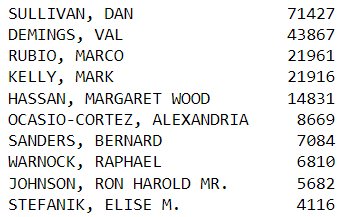 SULLIVAN, DAN 71427
DEMINGS, VAL 43867
RUBIO, MARCO 21961
KELLY, MARK 21916
HASSAN, MARGARET WOOD 14831
OCASIO-CORTEZ, ALEXANDRIA 8669
SANDERS, BERNARD 7084
WARNOCK, RAPHAEL 6810
JOHNSON, RON HAROLD MR. 5682
STEFANIK, ELISE M. 4116